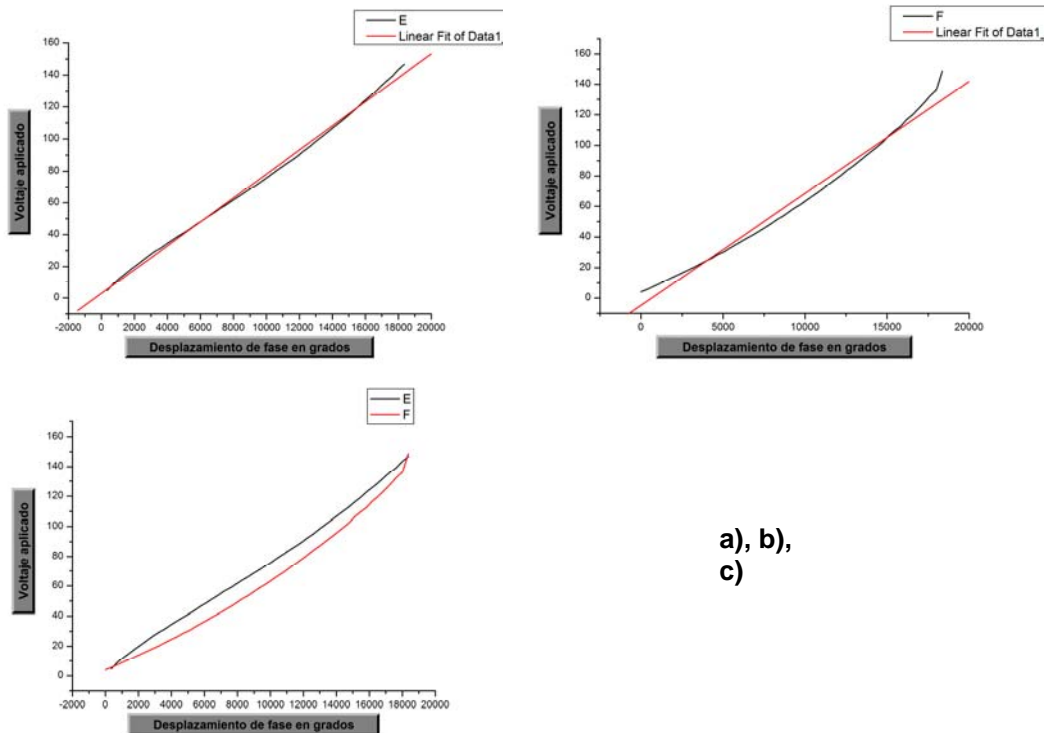 E
Linear Fit of Data1_
160
140
120
100
80
60
40
20
0
-2000 0 2000 4000 6000 8000 10000 12000 14000 16000 18000 20000
Voltaje aplicado
Desplazamiento de fase en grados
F
Linear Fit of Data1_
160
140
120
100
80
60
40
20
0
0 5000 10000 15000 20000
Voltaje aplicado
Desplazamiento de fase en grados
E
F
160
140
120
100
80
60
40
20
0
-2000 0 2000 4000 6000 8000 10000 12000 14000 16000 18000 20000
Voltaje aplicado
Desplazamiento de fase en grados
a), b),
c)